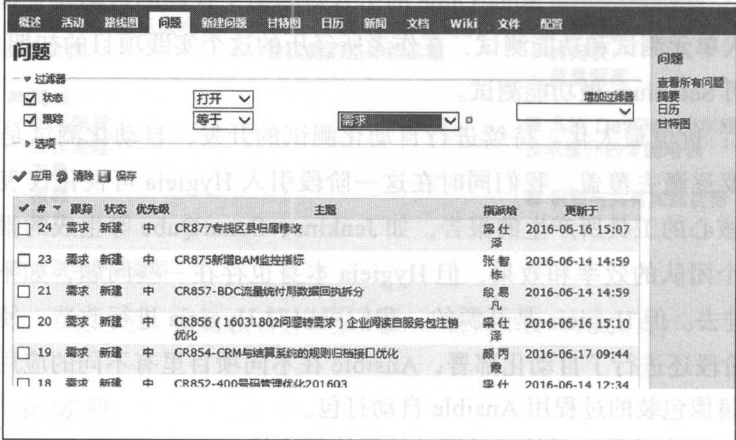 概述 活动 路线图 问题 新建问题 甘特图 日历 新闻 文档 Wiki 文件 配置
问题
过滤器
状态 打开
跟踪 等于 需求
增加过滤器
选项
应用 清除 保存
# 跟踪 状态 优先级 主题 指派给 更新于
24 需求 新建 中 CR877专线区县归属修改 梁仕泽 2016-06-16 15:07
23 需求 新建 中 CR875新增BAM监控指标 张智栋 2016-06-14 14:59
21 需求 新建 中 CR857-BDC流量统付局数据回执拆分 段易凡 2016-06-14 14:59
20 需求 新建 中 CR856 ( 16031802问题转需求 ) 企业阅读自服务包注销优化 梁仕泽 2016-06-16 15:10
19 需求 新建 中 CR854-CRM与结算系统的规则归档接口优化 颜丙霞 2016-06-17 09:44
18 需求 新建 中 CR852-400号码管理优化201603 梁仕 2016-06-14 12:34
问题
查看所有问题
摘要
日历
甘特图